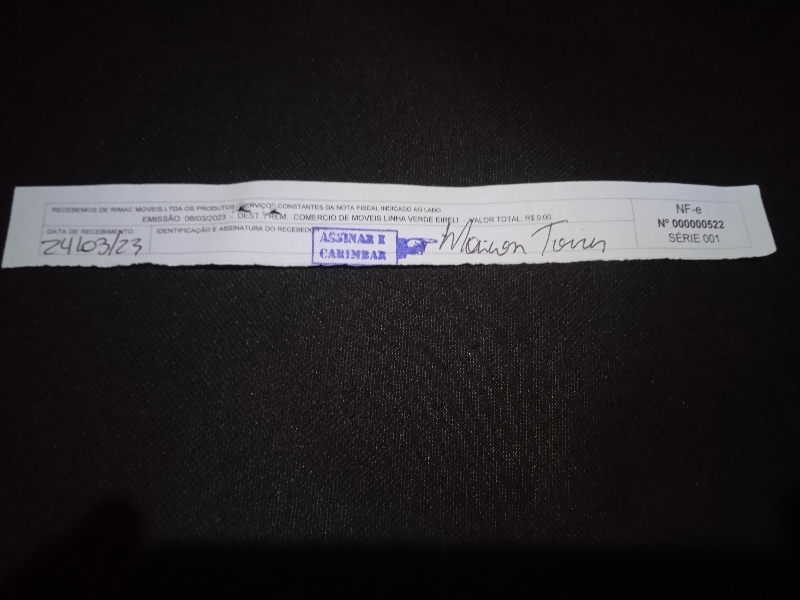 RECEBEMOS DE RIMAC MOVEIS LTDA OS PRODUTOS/SERVIÇOS CONSTANTES DA NOTA FISCAL INDICADO AO LADO
EMISSÃO 08/03/2023 - DEST. / REM.: COMERCIO DE MOVEIS LINHA VERDE EIRELI - VALOR TOTAL: R$ 0,00
DATA DE RECEBIMENTO
24/03/23
IDENTIFICAÇÃO E ASSINATURA DO RECEBEDOR
ASSINAR E
CARIMBAR
NF-e
Nº 000000522
SÉRIE 001